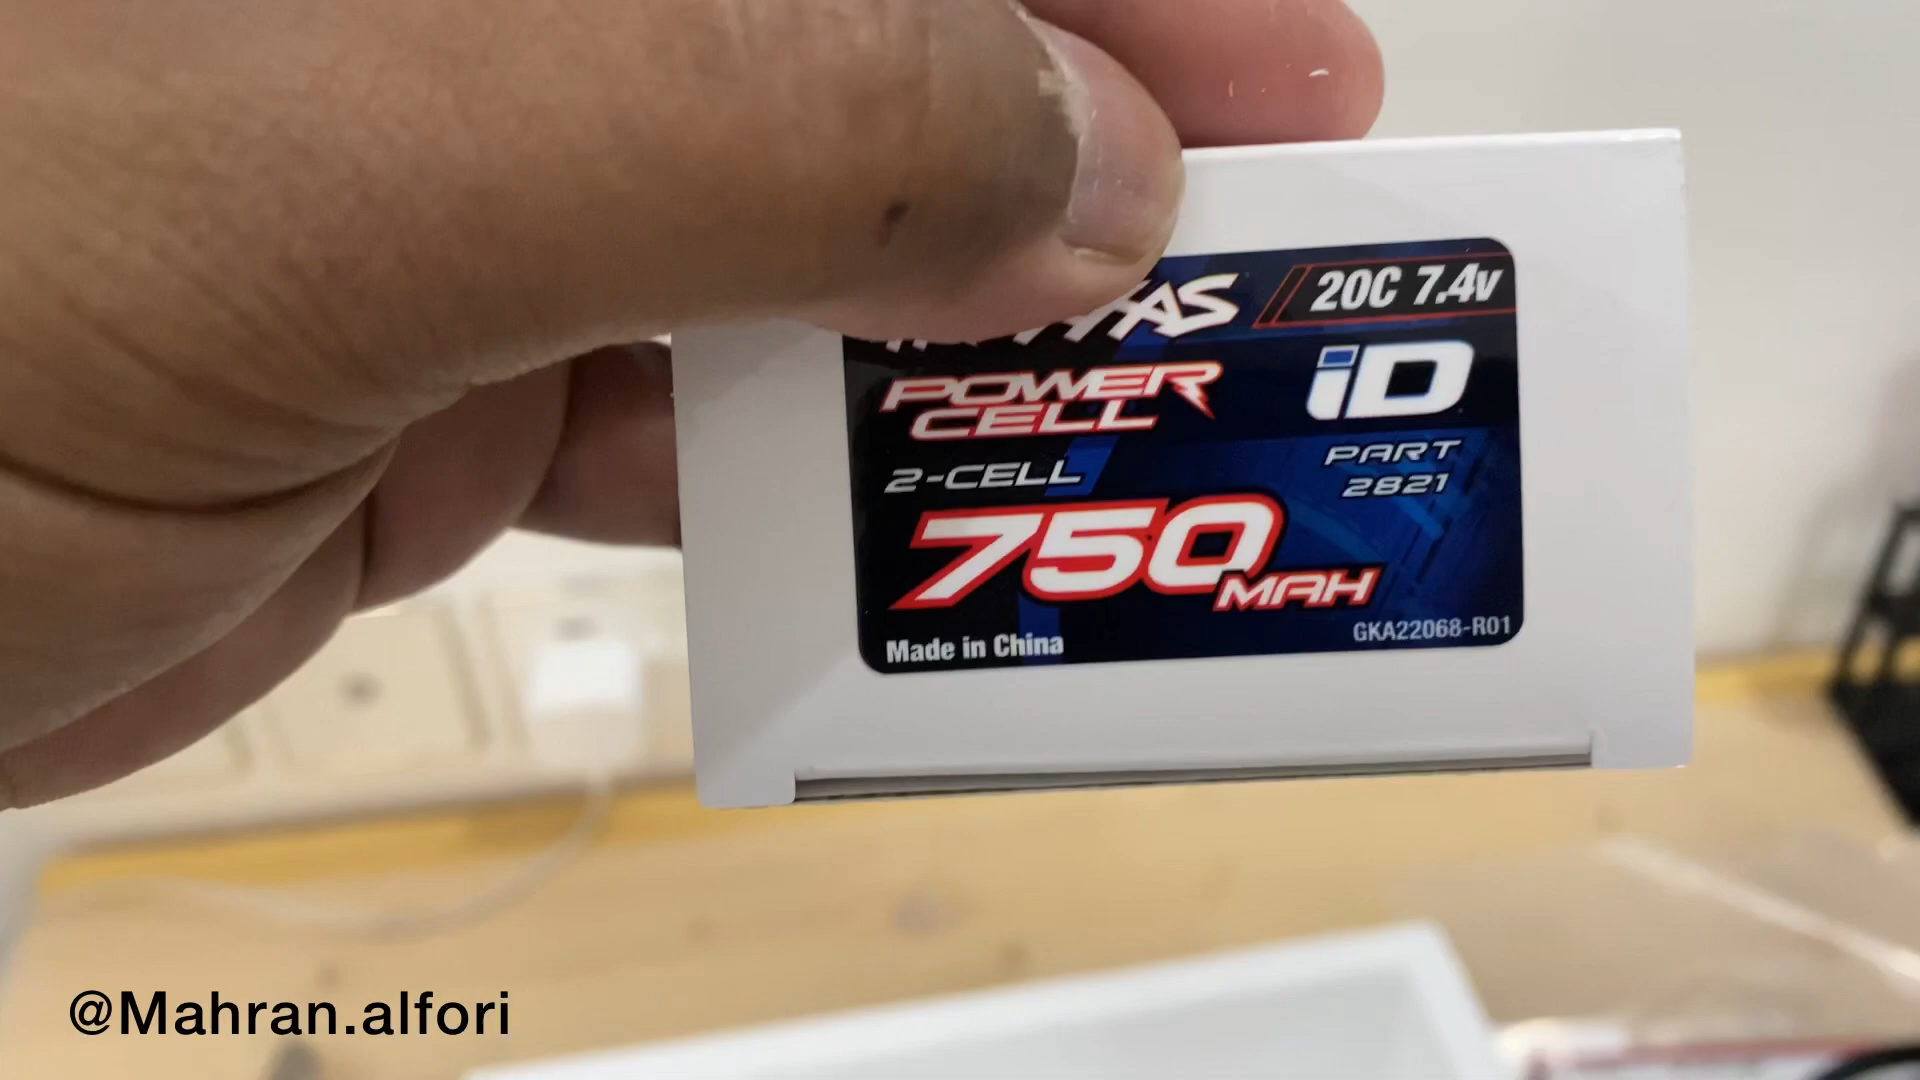 20C 7.4v
POWER
CELL
iD
2-CELL
PART
2821
750 MAH
Made in China
GKA22068-R01
@Mahran.alfori